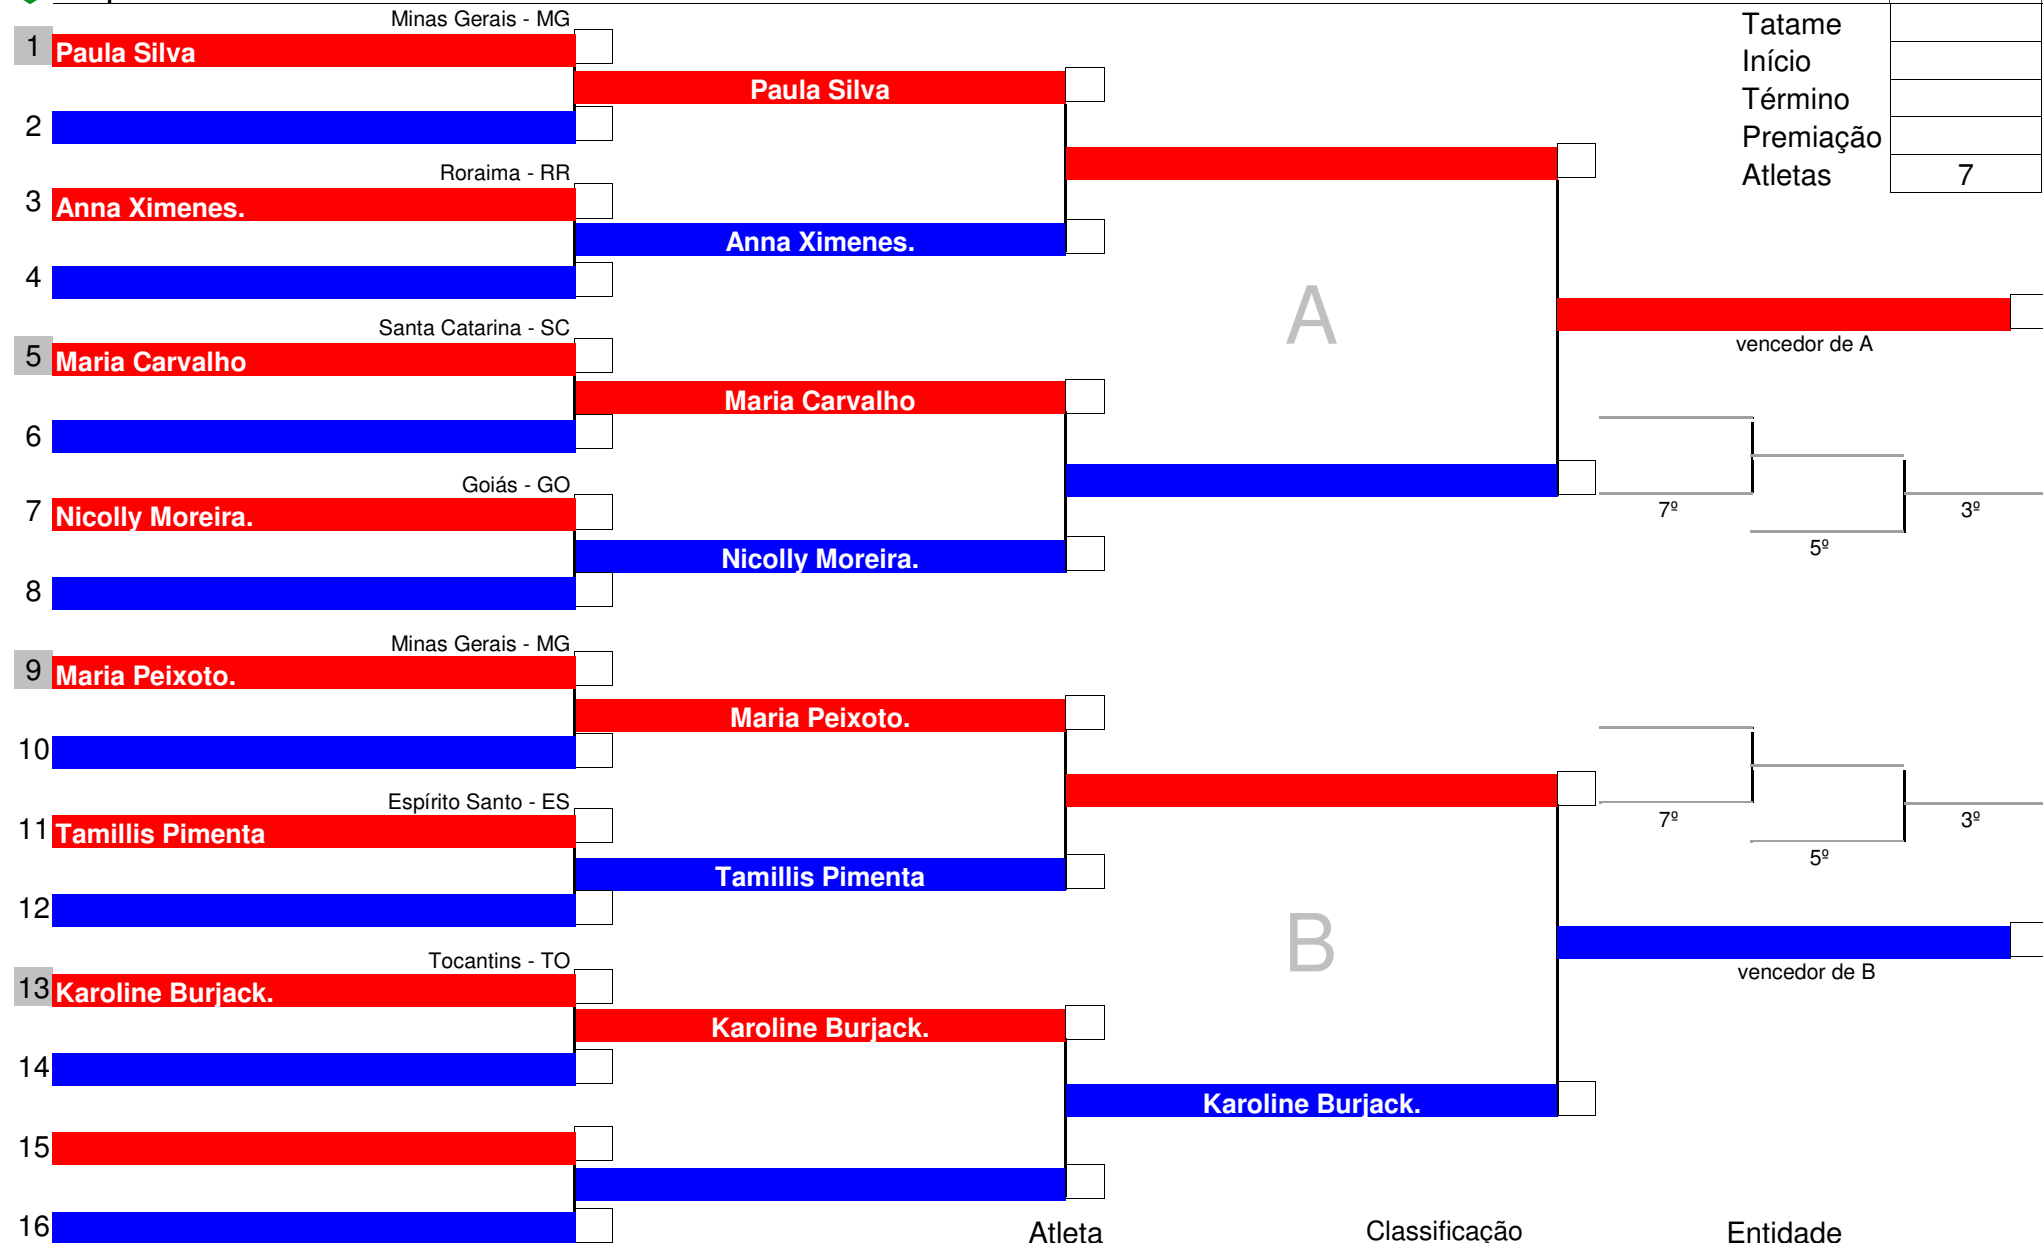 Minas Gerais - MG
Tatame
1 Paula Silva
Início
Paula Silva
Término
2
Premiação
Roraima - RR
Atletas 7
3 Anna Ximenes.
Anna Ximenes.
4
A
Santa Catarina - SC
vencedor de A
5 Maria Carvalho
Maria Carvalho
6
Goiás - GO
7º 3º
7 Nicolly Moreira.
5º
Nicolly Moreira.
8
Minas Gerais - MG
9 Maria Peixoto.
Maria Peixoto.
10
Espírito Santo - ES
7º 3º
11 Tamillis Pimenta
5º
Tamillis Pimenta
12
B
Tocantins - TO
vencedor de B
13 Karoline Burjack.
Karoline Burjack.
14
Karoline Burjack.
15
16
Atleta Classificação Entidade